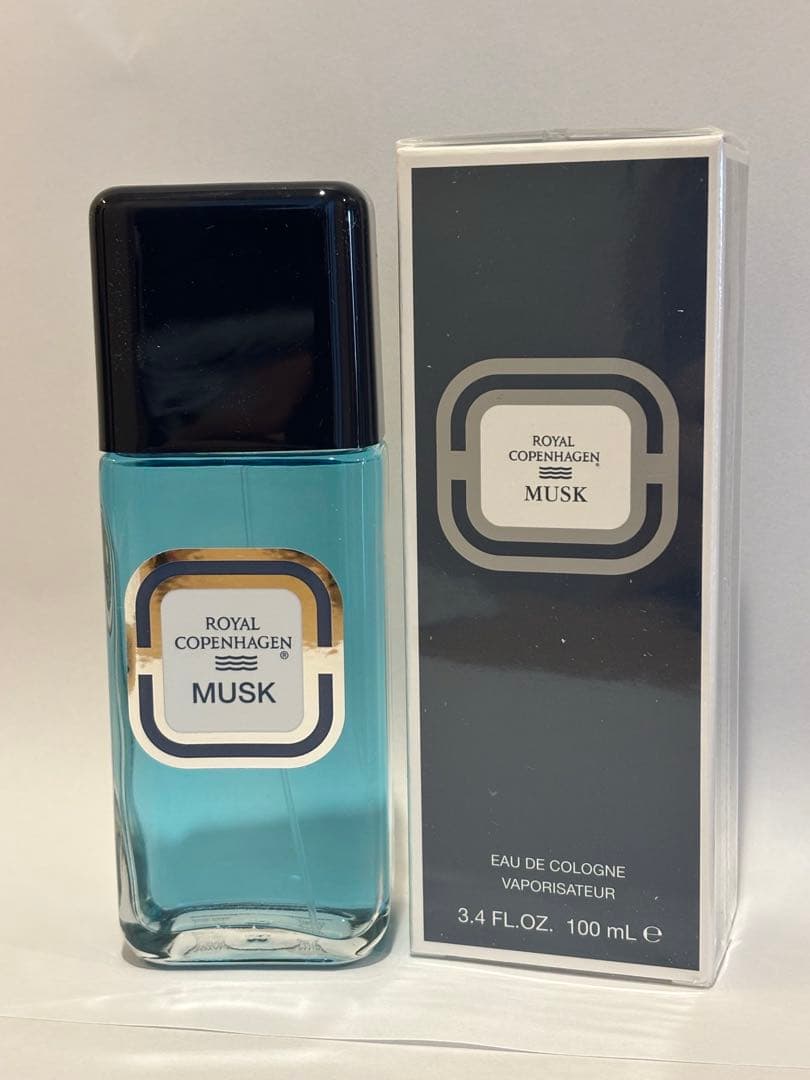 ROYAL
COPENHAGEN®
MUSK
ROYAL
COPENHAGEN®
MUSK
EAU DE COLOGNE
VAPORISATEUR
3.4 FL.OZ. 100 mL ℮